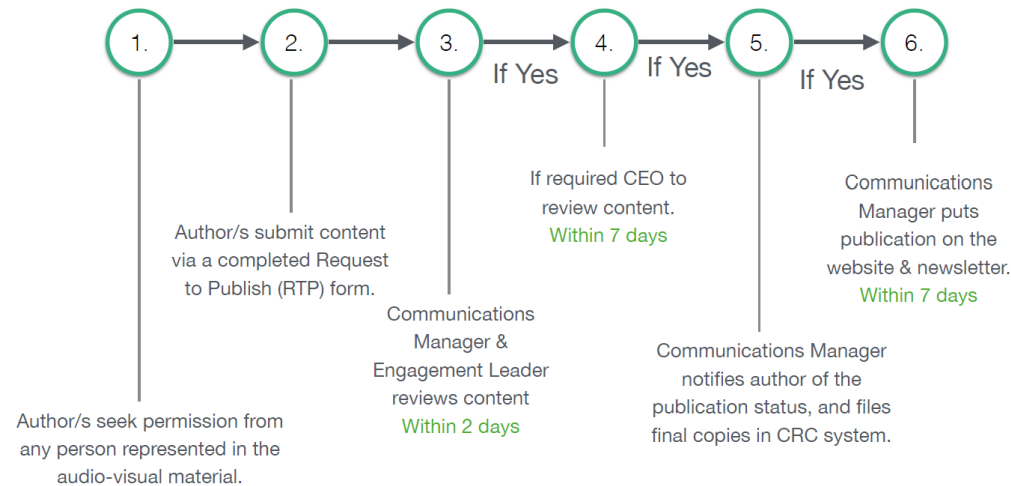 1.
2.
3.
4.
5.
6.
If Yes
If Yes
If Yes
Author/s seek permission from
any person represented in the
audio-visual material.
Author/s submit content
via a completed Request
to Publish (RTP) form.
Communications
Manager &
Engagement Leader
reviews content
Within 2 days
If required CEO to
review content.
Within 7 days
Communications Manager
notifies author of the
publication status, and files
final copies in CRC system.
Communications
Manager puts
publication on the
website & newsletter.
Within 7 days